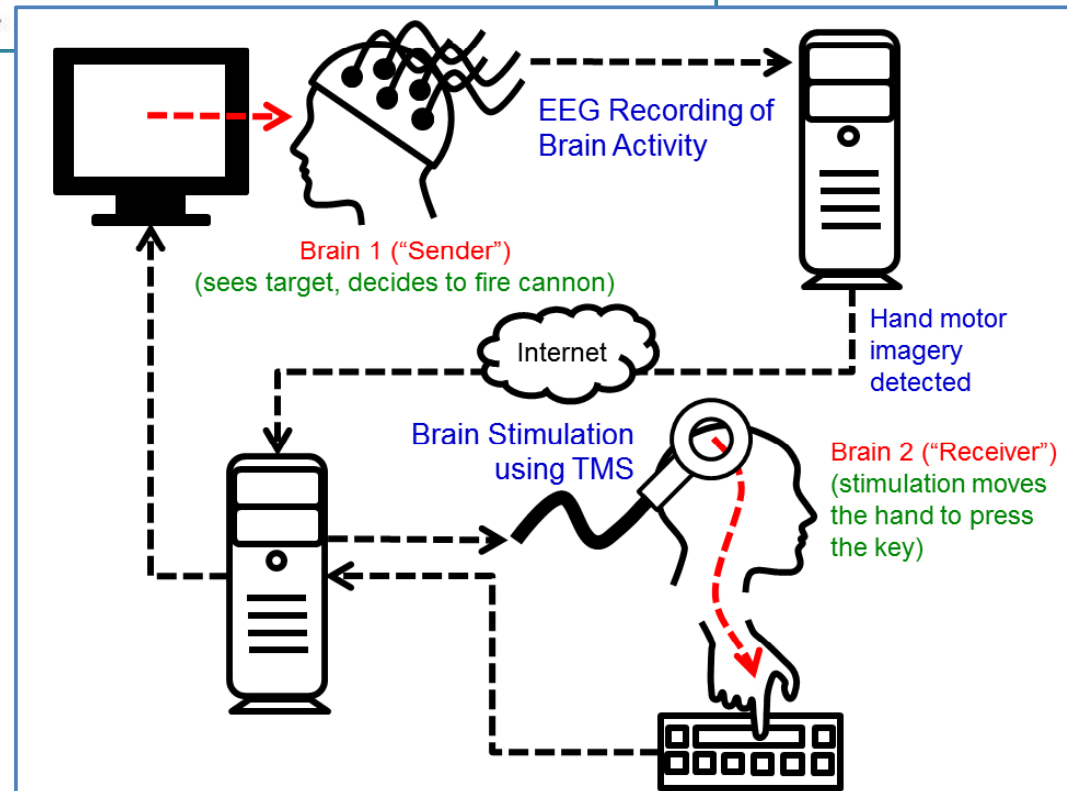 EEG Recording of
Brain Activity
Brain 1 (“Sender”)
(sees target, decides to fire cannon)
Hand motor
imagery
detected
Internet
Brain Stimulation
using TMS
Brain 2 (“Receiver”)
(stimulation moves
the hand to press
the key)